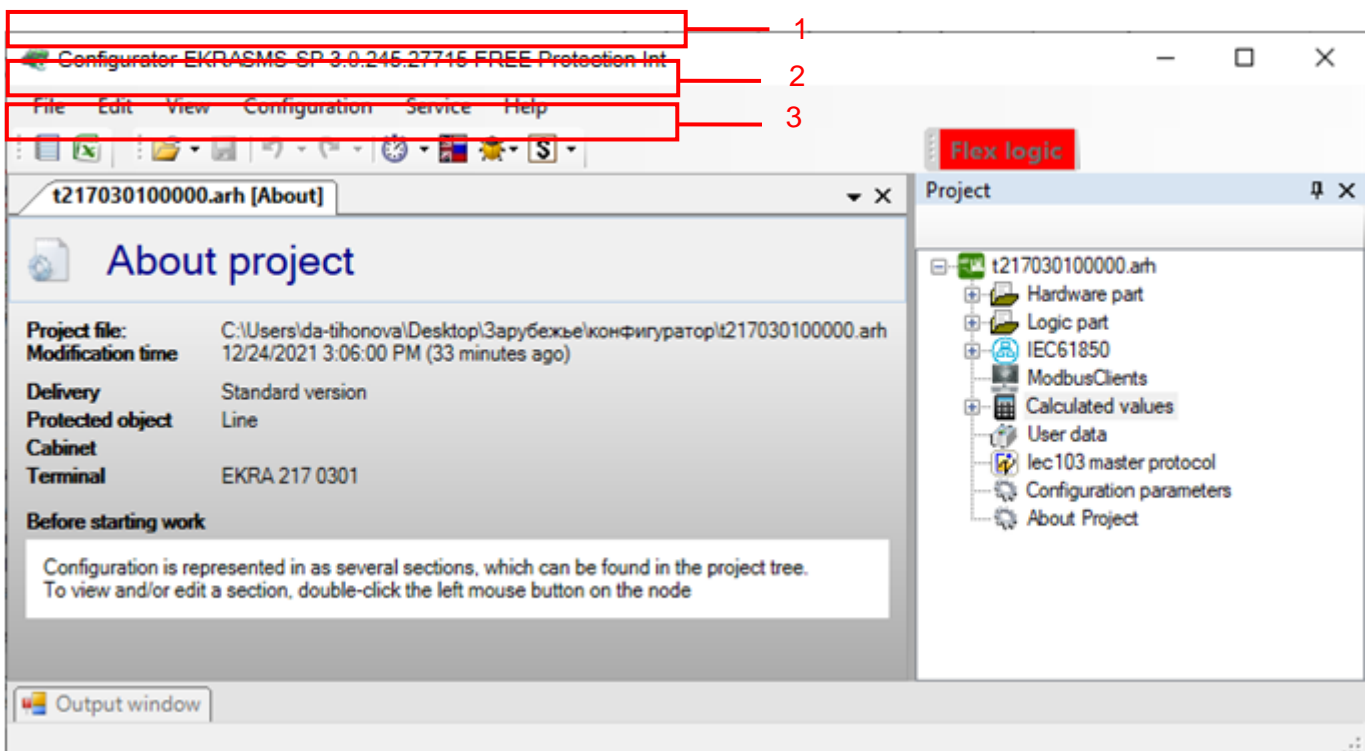 1
Configurator EKRASMS-SP 3.0.245.27715 FREE Protection Int
2
File Edit View Configuration Service Help
3
S
Flex logic
t217030100000.arh [About]
Project
About project
t217030100000.arh
Hardware part
Project file: C:\Users\da-tihonova\Desktop\Зарубежье\конфигуратор\t217030100000.arh
Logic part
Modification time 12/24/2021 3:06:00 PM (33 minutes ago)
IEC61850
ModbusClients
Delivery Standard version
Calculated values
Protected object Line
User data
Cabinet
Iec103 master protocol
Terminal EKRA 217 0301
Configuration parameters
About Project
Before starting work
Configuration is represented in as several sections, which can be found in the project tree.
To view and/or edit a section, double-click the left mouse button on the node
Output window